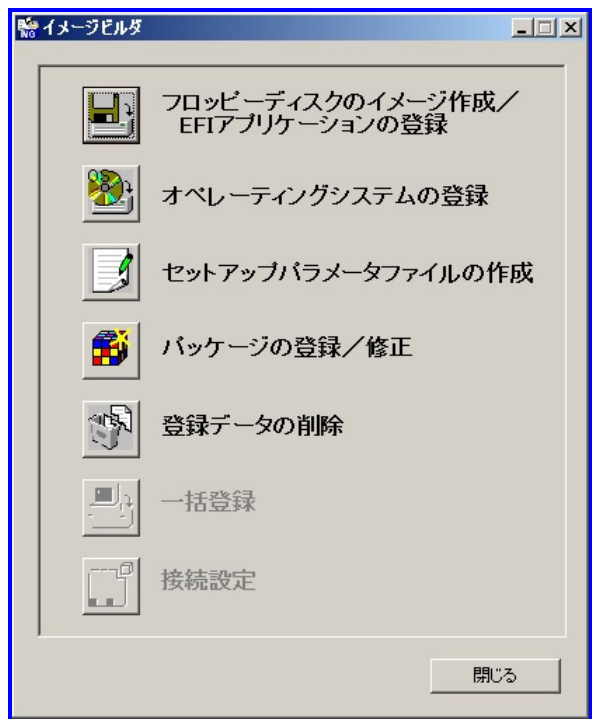 イメージビルダ
フロッピーディスクのイメージ作成／
EFIアプリケーションの登録
オペレーティングシステムの登録
セットアップパラメータファイルの作成
パッケージの登録／修正
登録データの削除
一括登録
接続設定
閉じる